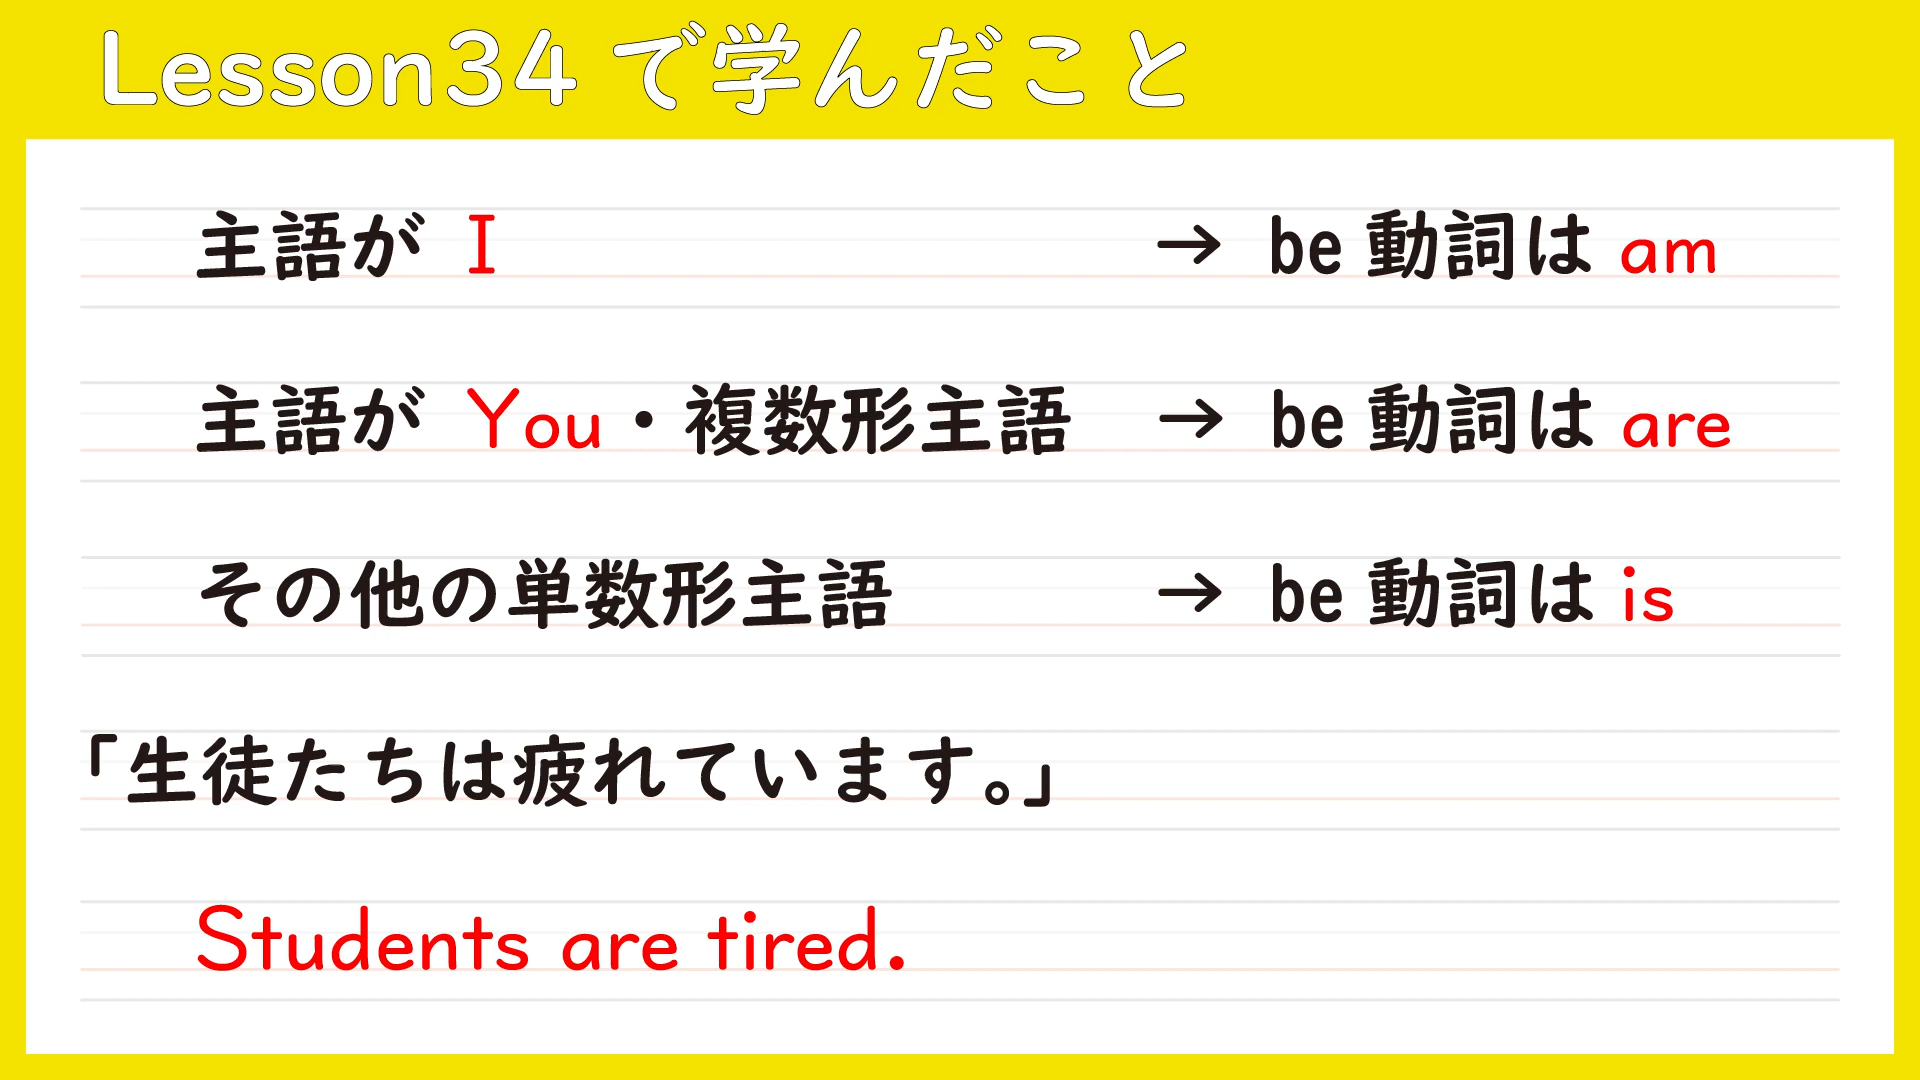 Lesson34 で学んだこと
主語が I → be 動詞は am
主語が You・複数形主語 → be 動詞は are
その他の単数形主語 → be 動詞は is
「生徒たちは疲れています。」
Students are tired.